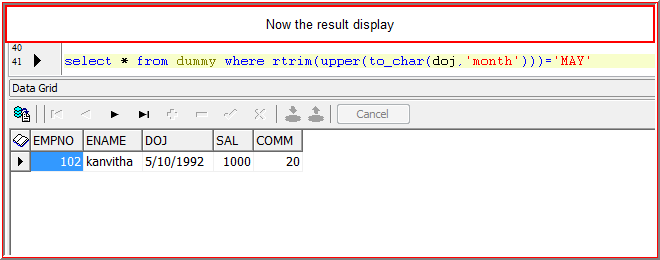 Now the result display
40
41 select * from dummy where rtrim(upper(to_char(doj,'month')))='MAY'
Data Grid
Cancel
EMPNO ENAME DOJ SAL COMM
102 kanvitha 5/10/1992 1000 20